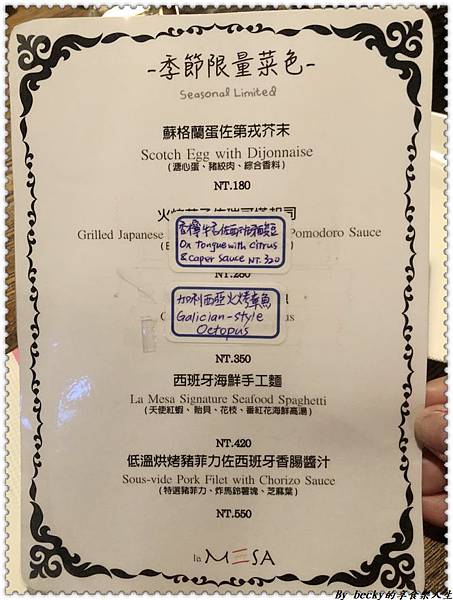 -季節限量菜色-
Seasonal Limited
蘇格蘭蛋佐第戎芥末
Scotch Egg with Dijonnaise
(溏心蛋、豬絞肉、綜合香料)
NT.180
Grilled Japanese Pomodoro Sauce
Ox Tongue with citrus
& caper sauce NT.320
NT.280
加利西亞火烤章魚
Galician-style
Octopus
NT.350
西班牙海鮮手工麵
La Mesa Signature Seafood Spaghetti
(天使紅蝦、飴貝、花枝、番紅花海鮮高湯)
NT.420
低溫烘烤豬菲力佐西班牙香腸醬汁
Sous-vide Pork Filet with Chorizo Sauce
(特選豬菲力、炸馬鈴薯塊、芝麻葉)
NT.550
la MESA
By becky的享食樂人生